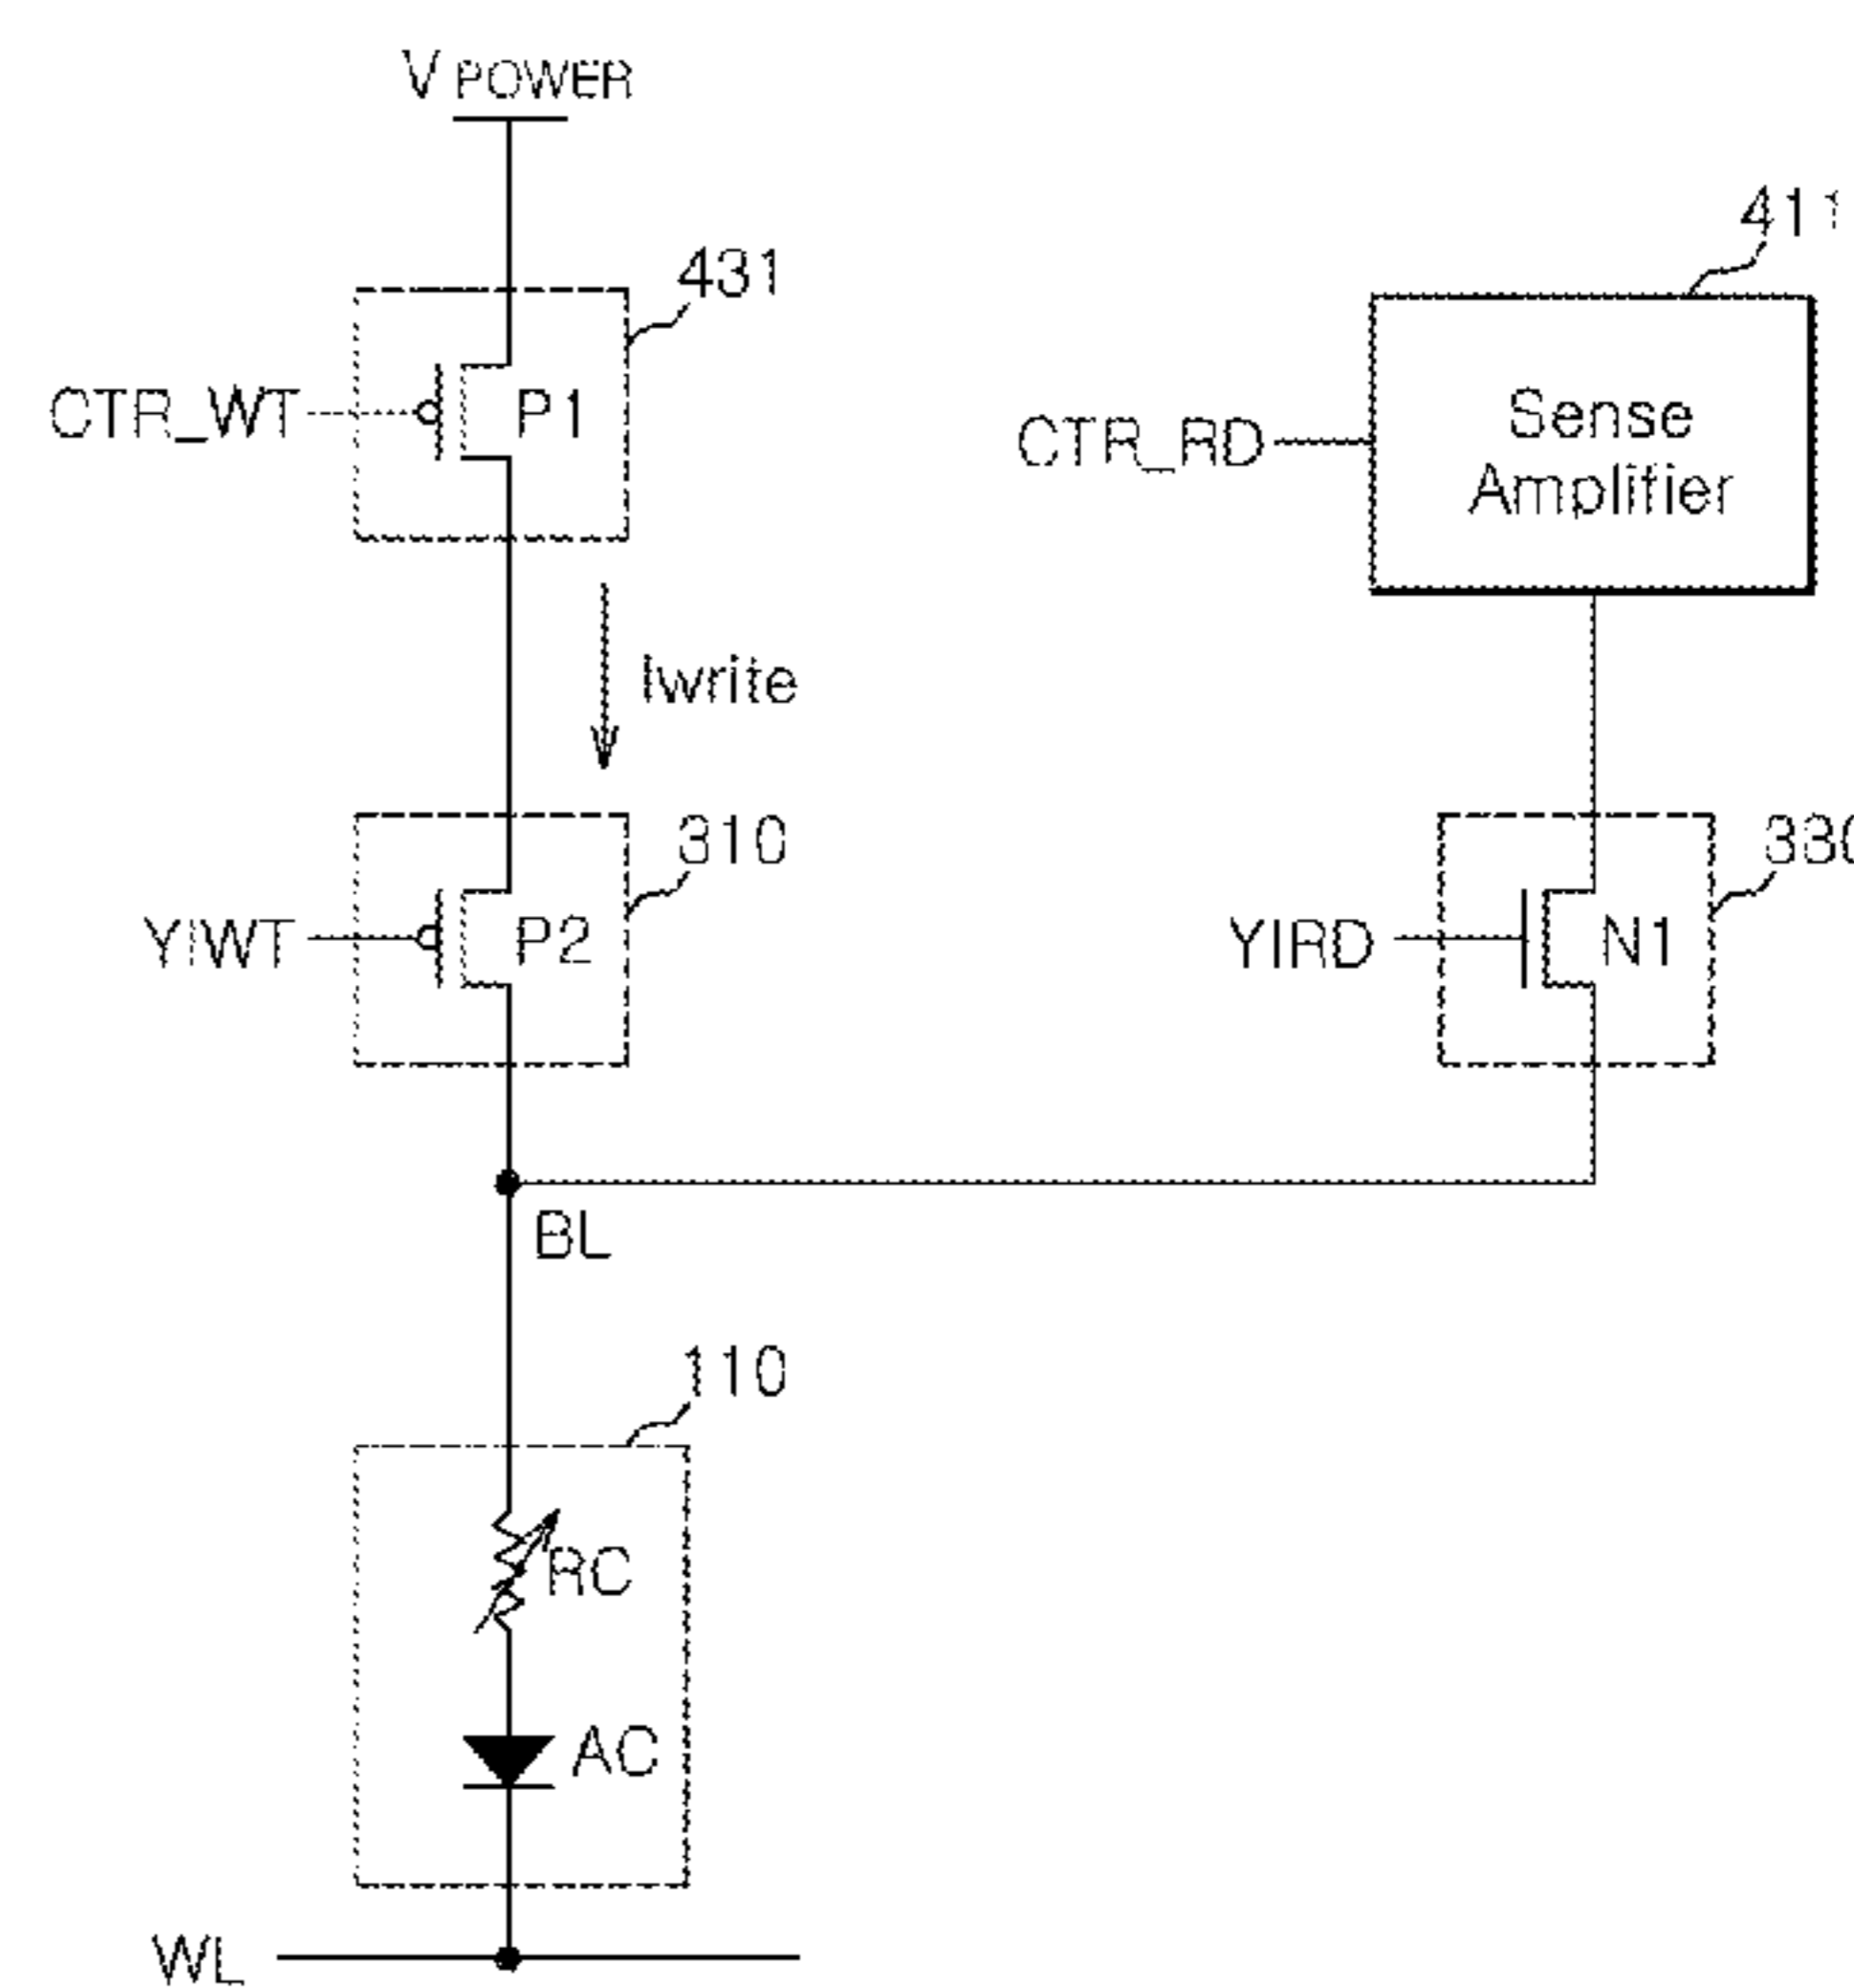 V POWER
411
431
CTR_WT
P1
CTR_RD
Sense
Amplifier
Iwrite
310
YIWT
P2
YIRD
N1
BL
110
RC
AC
WL